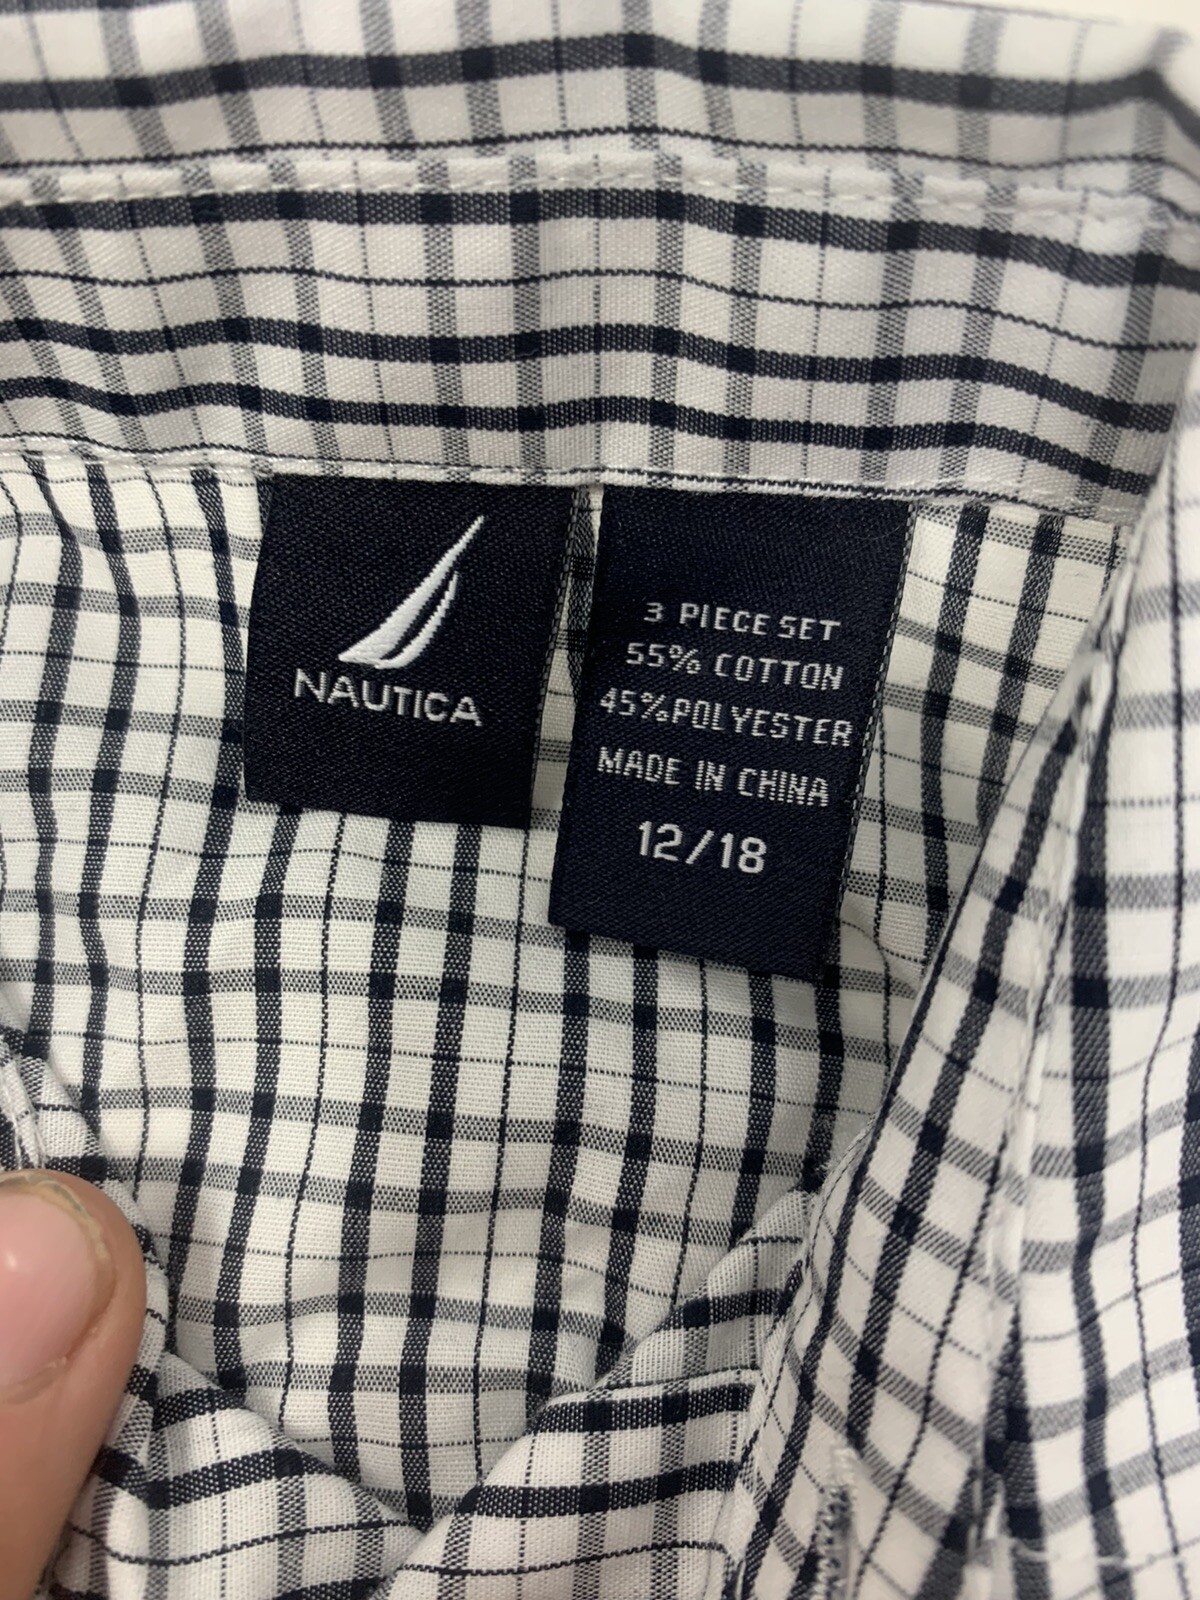 NAUTICA
3 PIECE SET
55% COTTON
45%POLYESTER
MADE IN CHINA
12/18